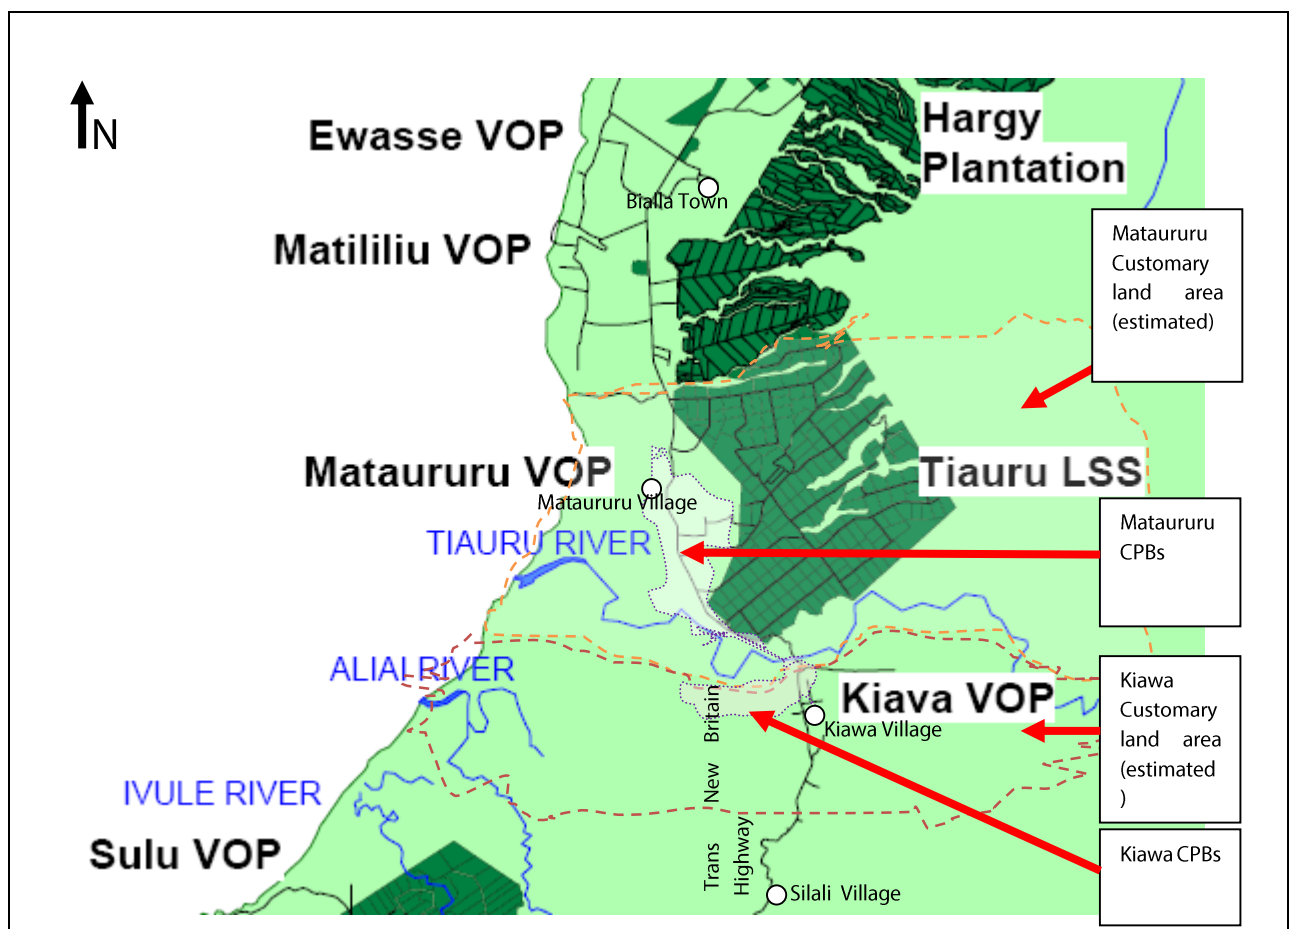 N
Ewasse VOP
Hargy
Plantation
Bialla Town
Matililiu VOP
Mataururu
Customary
land area
(estimated)
Mataururu VOP
Tiauru LSS
Mataururu Village
TIAURU RIVER
Mataururu
CPBs
ALIAI RIVER
Kiava VOP
Kiawa
Customary
land area
(estimated
)
Kiawa Village
IVULE RIVER
Trans New Britain
Highway
Sulu VOP
Kiawa CPBs
Silali Village